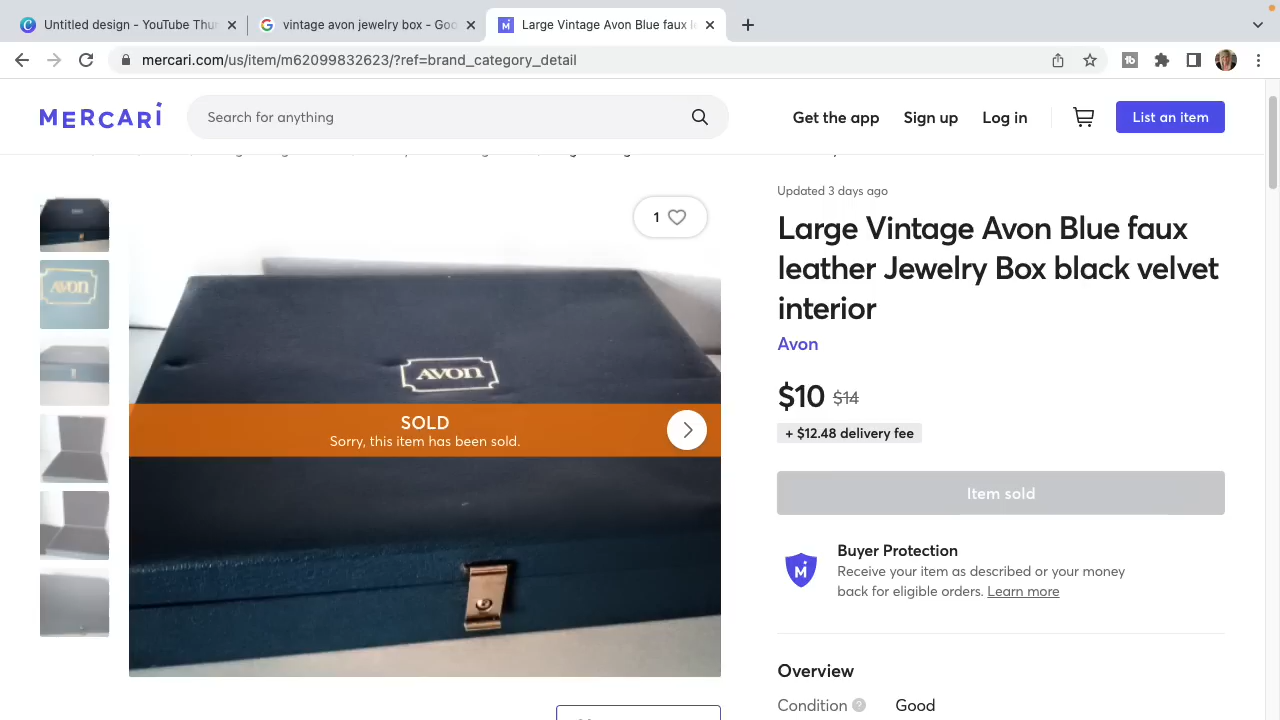 Untitled design - YouTube Thu
vintage avon jewelry box - Goo
Large Vintage Avon Blue faux le
mercari.com/us/item/m62099832623/?ref=brand_category_detail
MERCARI
Search for anything
Get the app
Sign up
Log in
List an item
Updated 3 days ago
1
Large Vintage Avon Blue faux
leather Jewelry Box black velvet
interior
Avon
AVON
AVON
$10 $14
SOLD
Sorry, this item has been sold.
+ $12.48 delivery fee
Item sold
Buyer Protection
Receive your item as described or your money
back for eligible orders. Learn more
Overview
Condition ? Good